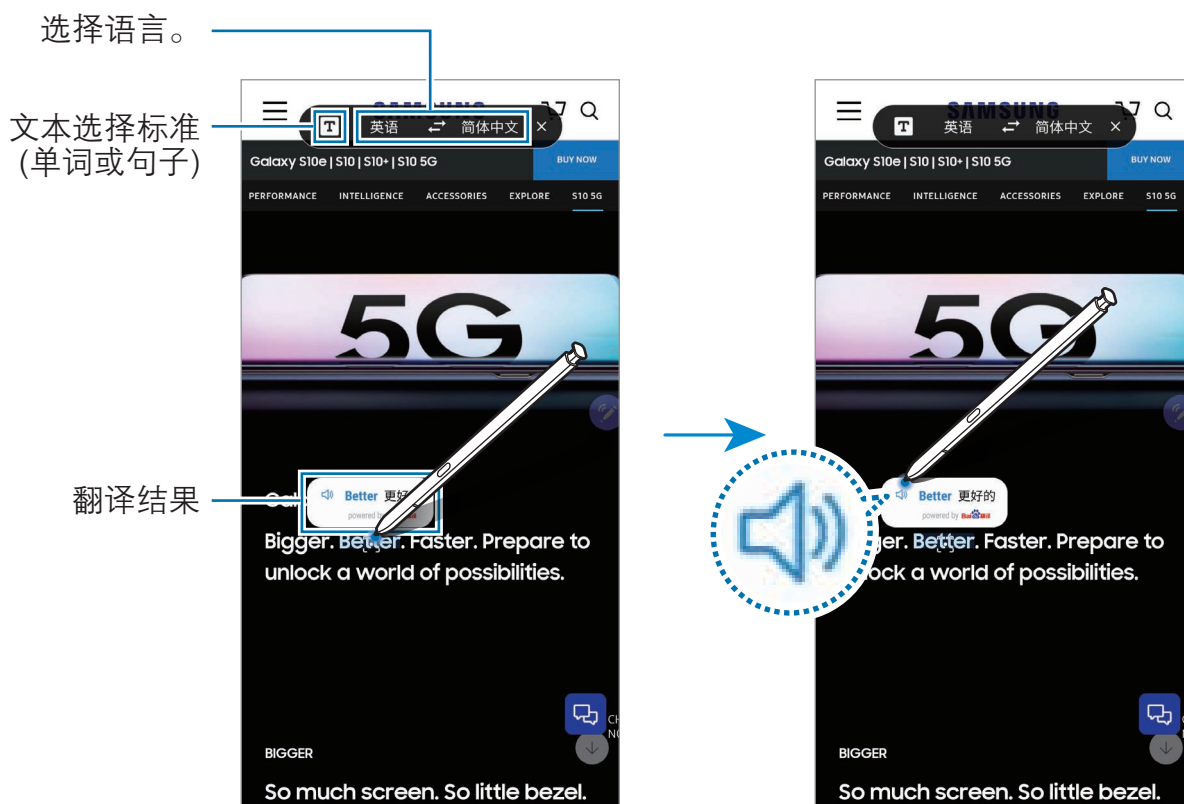 选择语言。
文本选择标准
(单词或句子)
翻译结果
SAMSUNG
T 英语 简体中文 ×
Galaxy S10e | S10 | S10+ | S10 5G BUY NOW
PERFORMANCE INTELLIGENCE ACCESSORIES EXPLORE S10 5G
5G
Better 更好
powered by
Bigger. Better. Faster. Prepare to
unlock a world of possibilities.
BIGGER
So much screen. So little bezel.
SAMSUNG
T 英语 简体中文 ×
Galaxy S10e | S10 | S10+ | S10 5G BUY NOW
PERFORMANCE INTELLIGENCE ACCESSORIES EXPLORE S10 5G
5G
Better 更好的
powered by Bai 翻译
ger. Better. Faster. Prepare to
ock a world of possibilities.
BIGGER
So much screen. So little bezel.